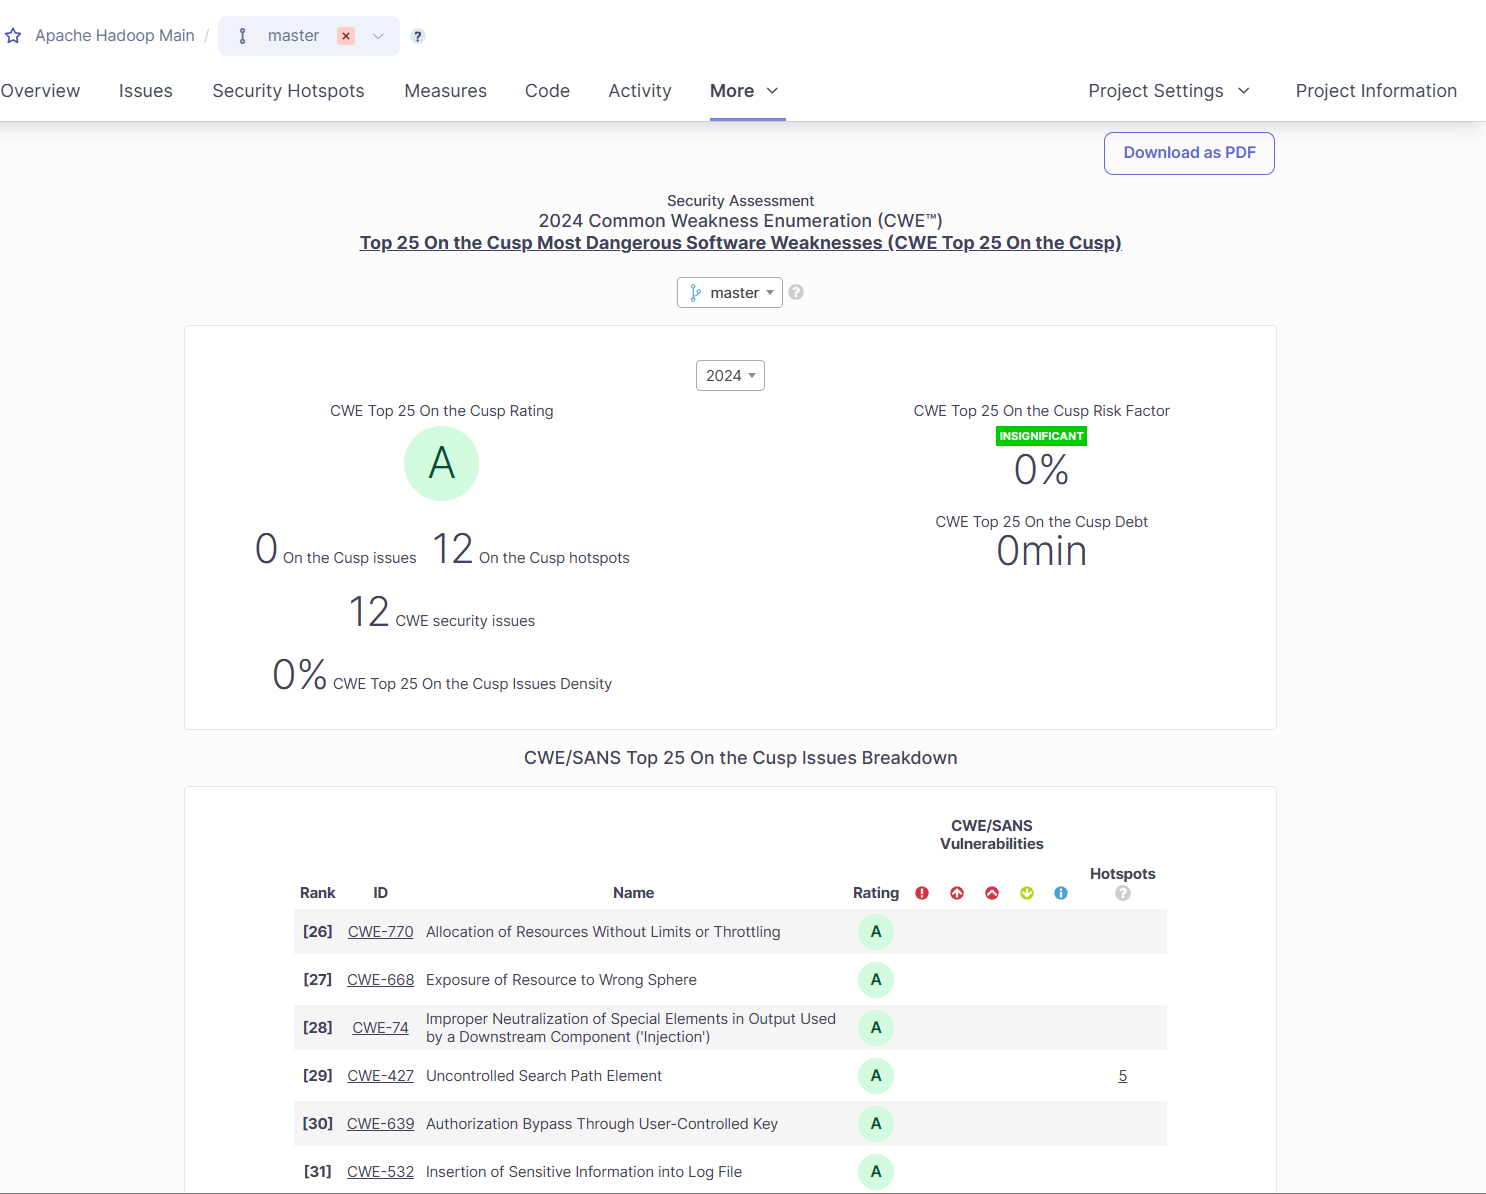 Apache Hadoop Main / master ?
Overview Issues Security Hotspots Measures Code Activity More Project Settings Project Information
Download as PDF
Security Assessment
2024 Common Weakness Enumeration (CWE™)
Top 25 On the Cusp Most Dangerous Software Weaknesses (CWE Top 25 On the Cusp)
master ?
2024
CWE Top 25 On the Cusp Rating
A
0 On the Cusp issues 12 On the Cusp hotspots
12 CWE security issues
0% CWE Top 25 On the Cusp Issues Density
CWE Top 25 On the Cusp Risk Factor
INSIGNIFICANT
0%
CWE Top 25 On the Cusp Debt
0min
CWE/SANS Top 25 On the Cusp Issues Breakdown
CWE/SANS
Vulnerabilities
Rank ID Name Rating Hotspots ?
[26] CWE-770 Allocation of Resources Without Limits or Throttling A
[27] CWE-668 Exposure of Resource to Wrong Sphere A
[28] CWE-74 Improper Neutralization of Special Elements in Output Used
by a Downstream Component ('Injection') A
[29] CWE-427 Uncontrolled Search Path Element A 5
[30] CWE-639 Authorization Bypass Through User-Controlled Key A
[31] CWE-532 Insertion of Sensitive Information into Log File A